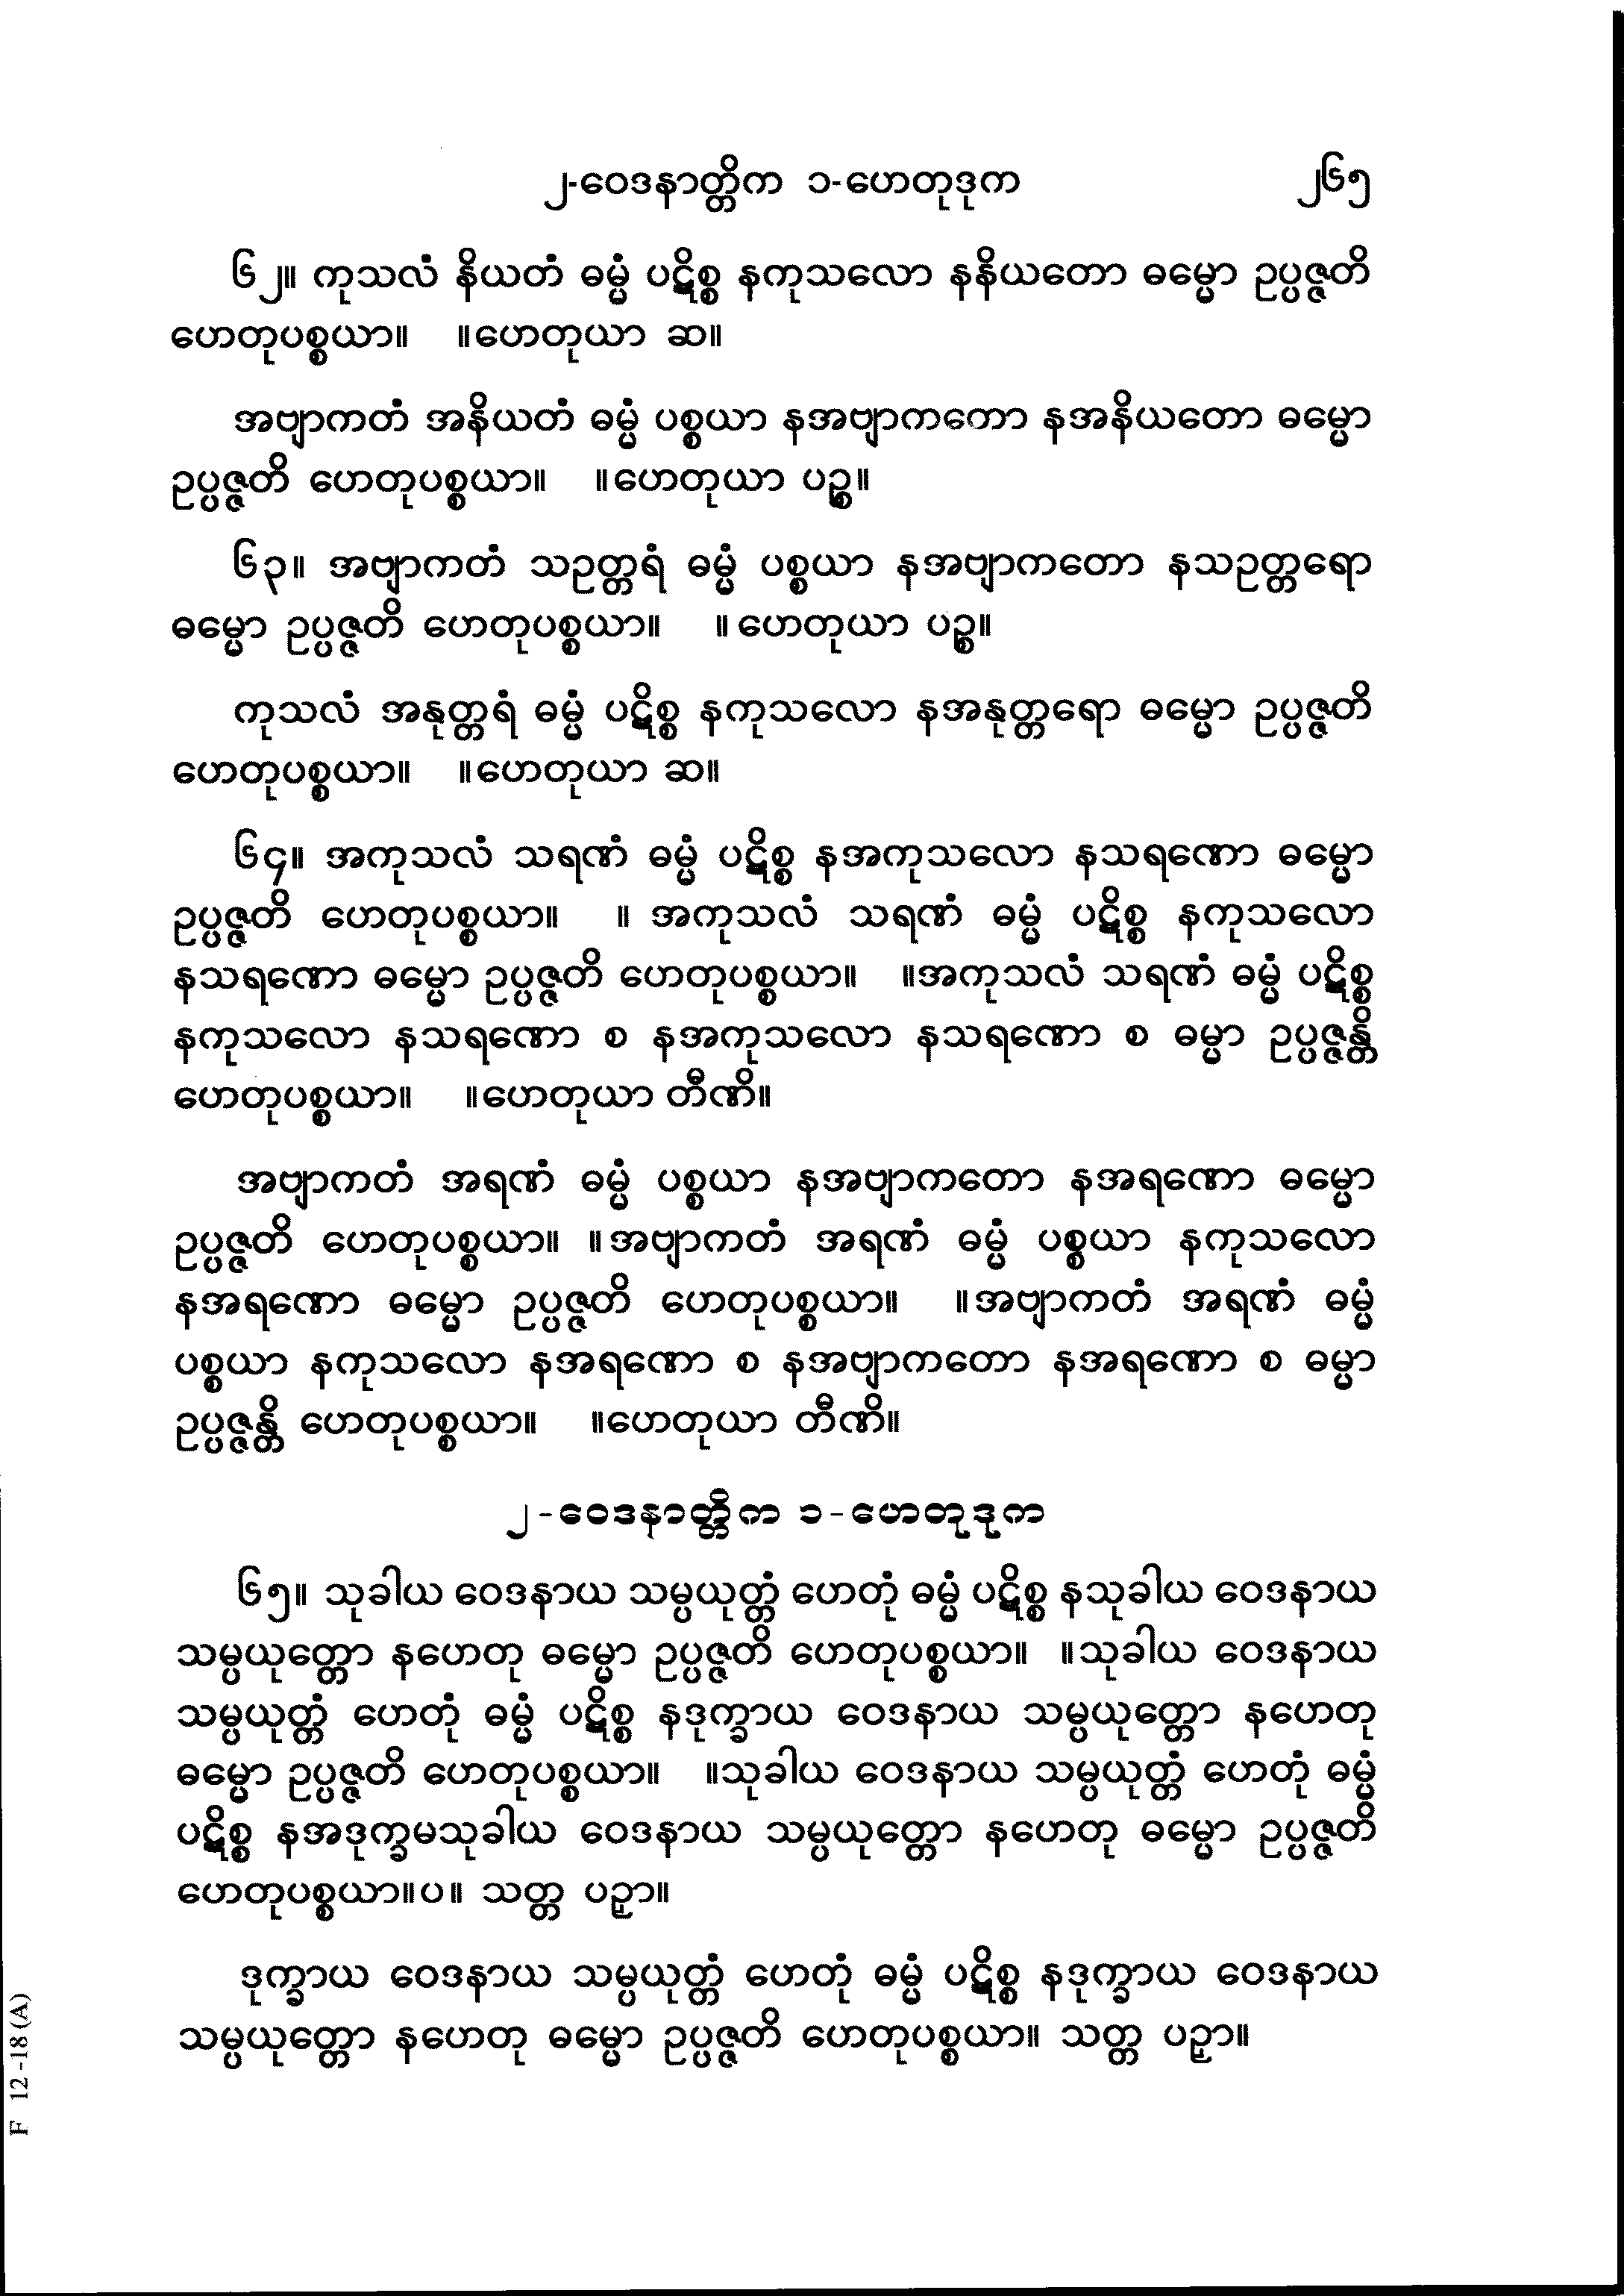 ၂-ဝေဒနာတ္တိက ၁-ဟေတုဒုက ၂၆၅
၆၂။ ကုသလံ နိယတံ ဓမ္မံ ပဋိစ္စ နကုသလော နနိယတော ဓမ္မော ဥပ္ပဇ္ဇတိ
ဟေတုပစ္စယာ။ ။ဟေတုယာ ဆ။
အဗျာကတံ အနိယတံ ဓမ္မံ ပစ္စယာ နအဗျာကတော နအနိယတော ဓမ္မော
ဥပ္ပဇ္ဇတိ ဟေတုပစ္စယာ။ ။ဟေတုယာ ပဉ္စ။
၆၃။ အဗျာကတံ သဥတ္တရံ ဓမ္မံ ပစ္စယာ နအဗျာကတော နသဥတ္တရော
ဓမ္မော ဥပ္ပဇ္ဇတိ ဟေတုပစ္စယာ။ ။ဟေတုယာ ပဉ္စ။
ကုသလံ အနုတ္တရံ ဓမ္မံ ပဋိစ္စ နကုသလော နအနုတ္တရော ဓမ္မော ဥပ္ပဇ္ဇတိ
ဟေတုပစ္စယာ။ ။ဟေတုယာ ဆ။
၆၄။ အကုသလံ သရဏံ ဓမ္မံ ပဋိစ္စ နအကုသလော နသရဏော ဓမ္မော
ဥပ္ပဇ္ဇတိ ဟေတုပစ္စယာ။ ။ အကုသလံ သရဏံ ဓမ္မံ ပဋိစ္စ နကုသလော
နသရဏော ဓမ္မော ဥပ္ပဇ္ဇတိ ဟေတုပစ္စယာ။ ။အကုသလံ သရဏံ ဓမ္မံ ပဋိစ္စ
နကုသလော နသရဏော စ နအကုသလော နသရဏော စ ဓမ္မာ ဥပ္ပဇ္ဇန္တိ
ဟေတုပစ္စယာ။ ။ဟေတုယာ တီဏိ။
အဗျာကတံ အရဏံ ဓမ္မံ ပစ္စယာ နအဗျာကတော နအရဏော ဓမ္မော
ဥပ္ပဇ္ဇတိ ဟေတုပစ္စယာ။ ။အဗျာကတံ အရဏံ ဓမ္မံ ပစ္စယာ နကုသလော
နအရဏော ဓမ္မော ဥပ္ပဇ္ဇတိ ဟေတုပစ္စယာ။ ။အဗျာကတံ အရဏံ ဓမ္မံ
ပစ္စယာ နကုသလော နအရဏော စ နအဗျာကတော နအရဏော စ ဓမ္မာ
ဥပ္ပဇ္ဇန္တိ ဟေတုပစ္စယာ။ ။ဟေတုယာ တီဏိ။
၂-ဝေဒနာတ္တိက ၁-ဟေတုဒုက
၆၅။ သုခါယ ဝေဒနာယ သမ္ပယုတ္တံ ဟေတုံ ဓမ္မံ ပဋိစ္စ နသုခါယ ဝေဒနာယ
သမ္ပယုတ္တော နဟေတု ဓမ္မော ဥပ္ပဇ္ဇတိ ဟေတုပစ္စယာ။ ။သုခါယ ဝေဒနာယ
သမ္ပယုတ္တံ ဟေတုံ ဓမ္မံ ပဋိစ္စ နဒုက္ခာယ ဝေဒနာယ သမ္ပယုတ္တော နဟေတု
ဓမ္မော ဥပ္ပဇ္ဇတိ ဟေတုပစ္စယာ။ ။သုခါယ ဝေဒနာယ သမ္ပယုတ္တံ ဟေတုံ ဓမ္မံ
ပဋိစ္စ နအဒုက္ခမသုခါယ ဝေဒနာယ သမ္ပယုတ္တော နဟေတု ဓမ္မော ဥပ္ပဇ္ဇတိ
ဟေတုပစ္စယာ။ပ။ သတ္တ ပဉှာ။
ဒုက္ခာယ ဝေဒနာယ သမ္ပယုတ္တံ ဟေတုံ ဓမ္မံ ပဋိစ္စ နဒုက္ခာယ ဝေဒနာယ
သမ္ပယုတ္တော နဟေတု ဓမ္မော ဥပ္ပဇ္ဇတိ ဟေတုပစ္စယာ။ သတ္တ ပဉှာ။
F 12-18 (A)